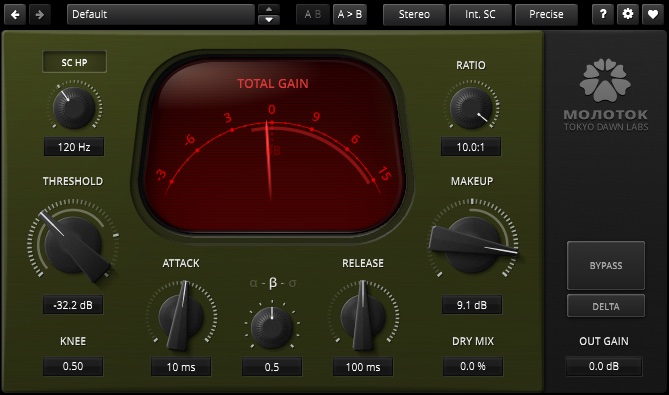 Default
A B
A > B
Stereo
Int. SC
Precise
?
SC HP
120 Hz
THRESHOLD
-32.2 dB
KNEE
0.50
TOTAL GAIN
-3
-6
3
0
9
6
15
dB
ATTACK
10 ms
α - β - σ
0.5
RELEASE
100 ms
RATIO
10.0:1
MAKEUP
9.1 dB
DRY MIX
0.0 %
МОЛОТОК
TOKYO DAWN LABS
BYPASS
DELTA
OUT GAIN
0.0 dB